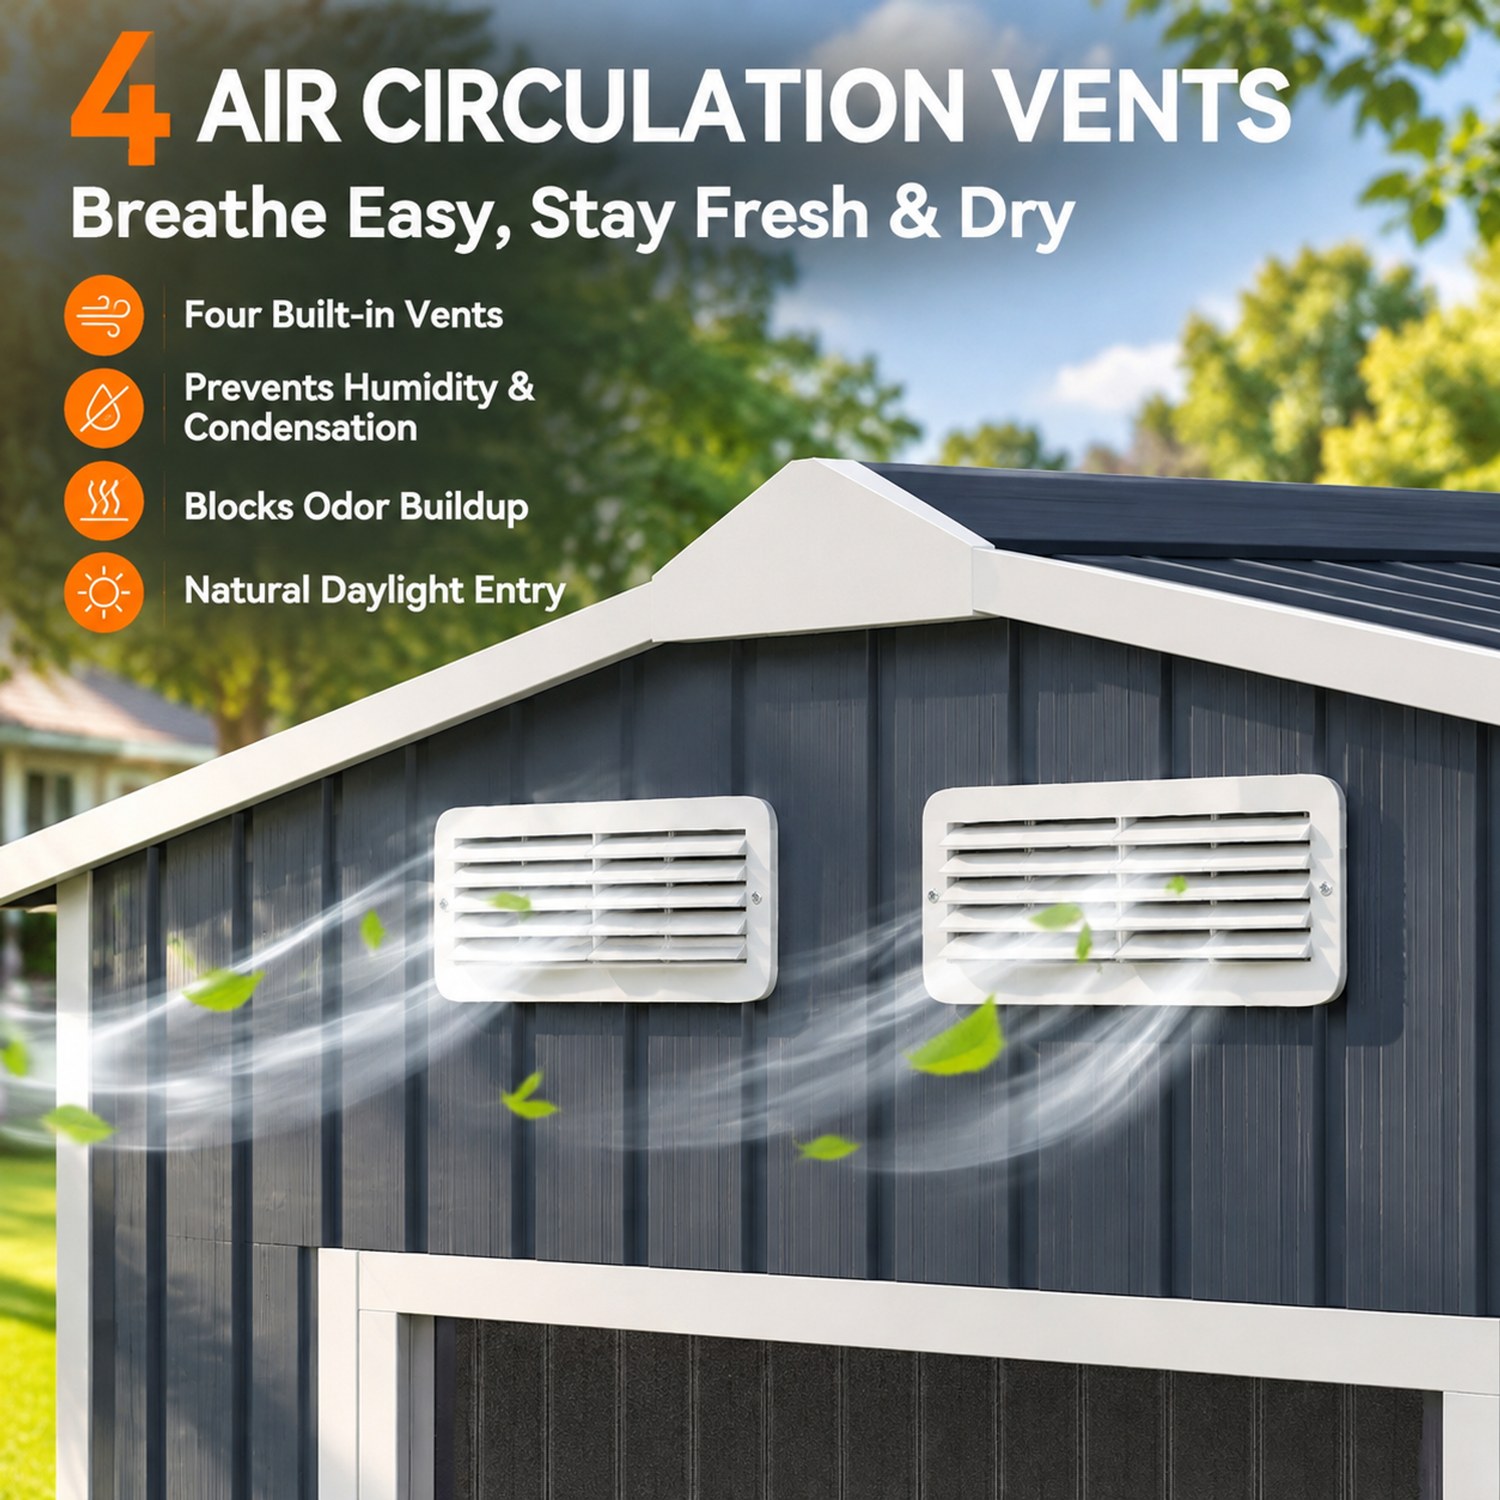 4 AIR CIRCULATION VENTS
Breathe Easy, Stay Fresh & Dry
Four Built-in Vents
Prevents Humidity &
Condensation
Blocks Odor Buildup
Natural Daylight Entry